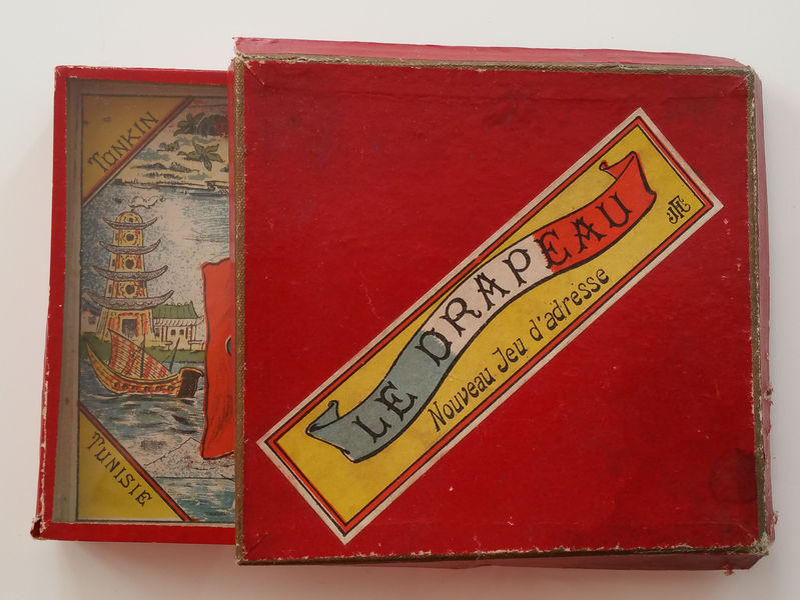 TONKIN
TUNISIE
LE DRAPEAU
Nouveau Jeu d'adresse